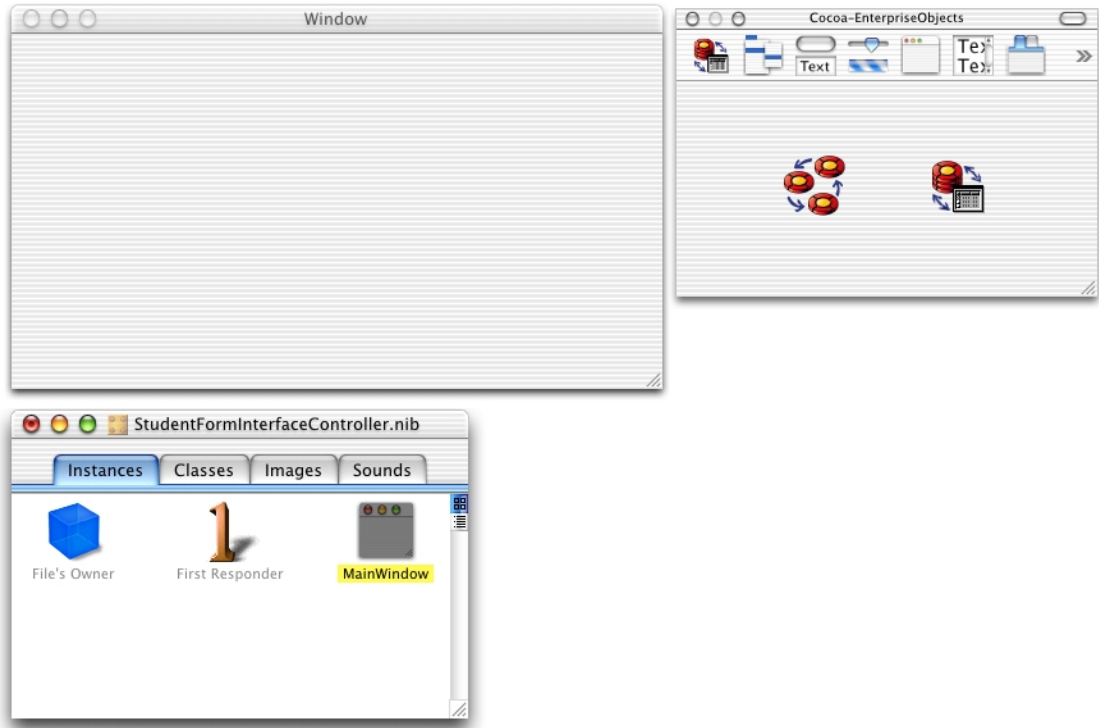 Window
Cocoa-EnterpriseObjects
Text
Tex
Tex
StudentFormInterfaceController.nib
Instances Classes Images Sounds
File's Owner First Responder MainWindow